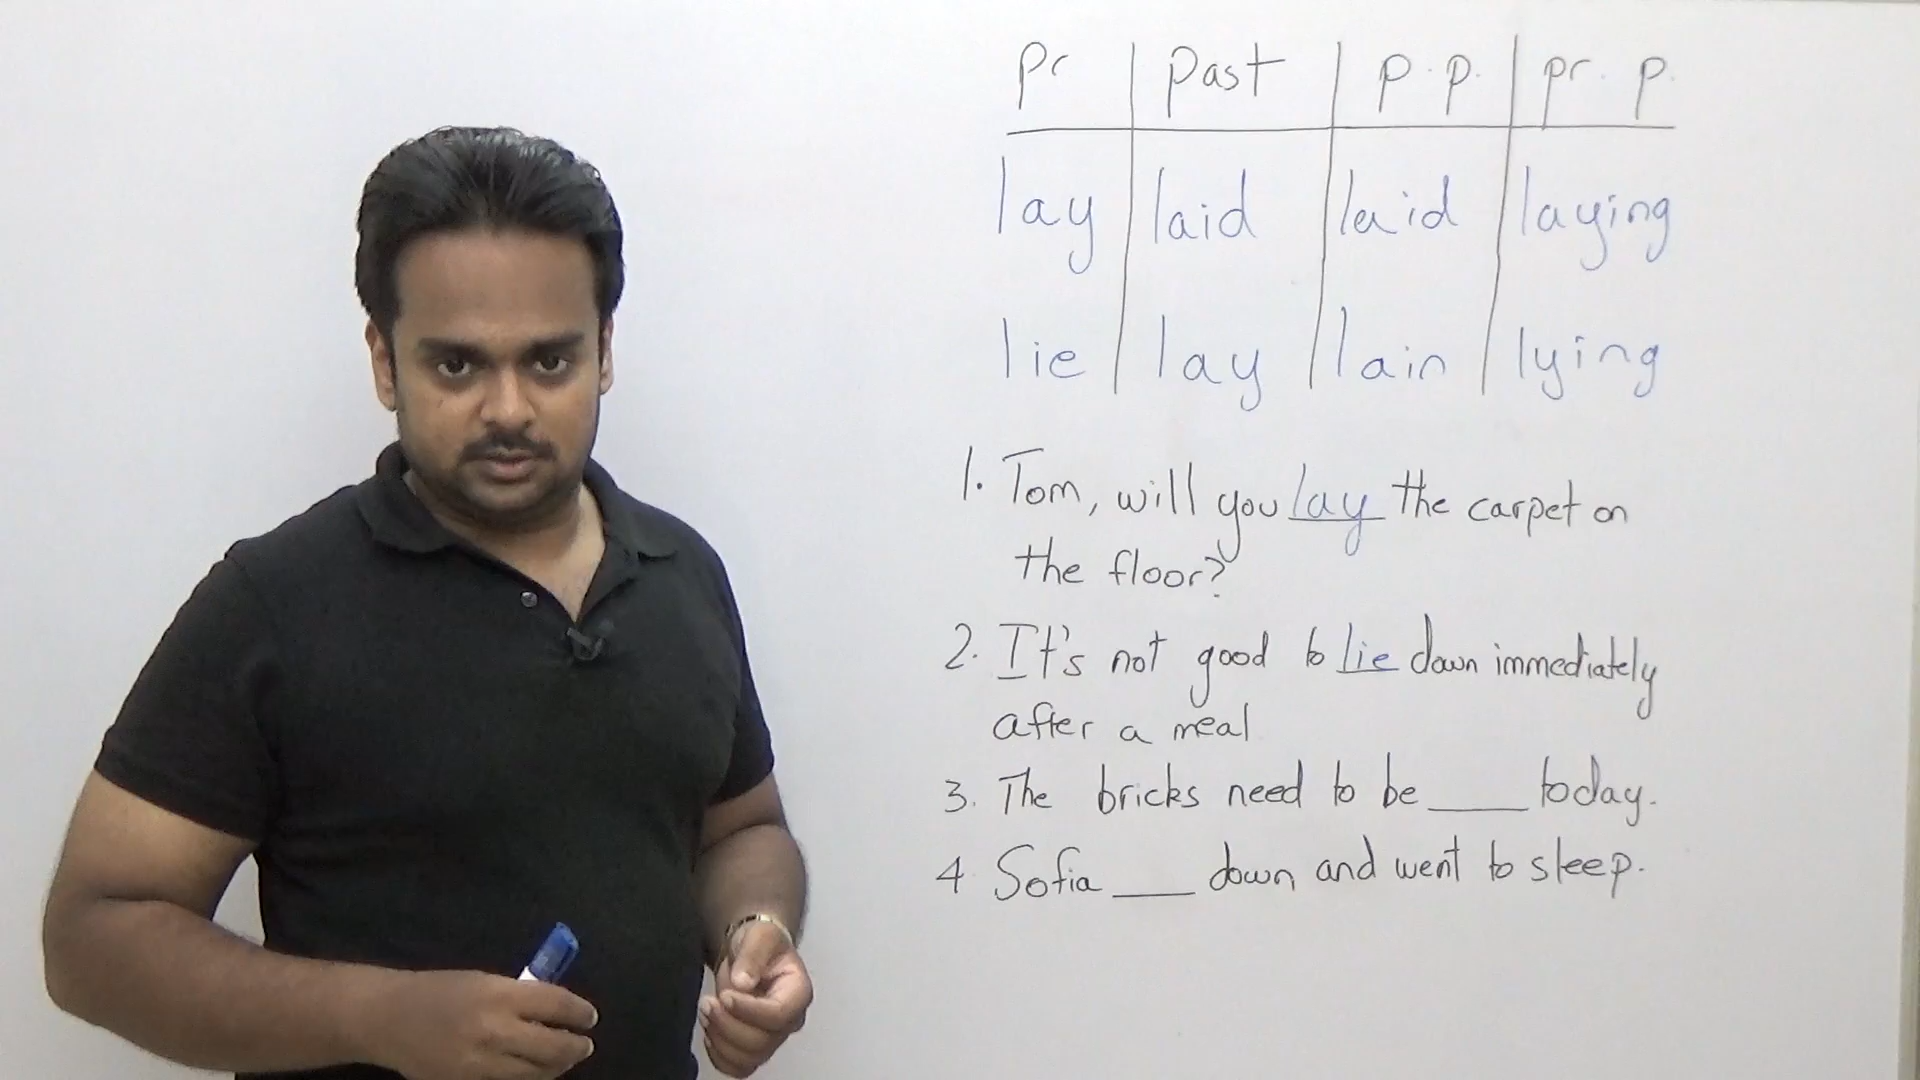 pr past p.p. pr.p.
lay laid laid laying
lie lay lain lying
1. Tom, will you lay the carpet on
the floor?
2. It's not good to lie down immediately
after a meal
3. The bricks need to be ____ today.
4 Sofia ____ down and went to sleep.